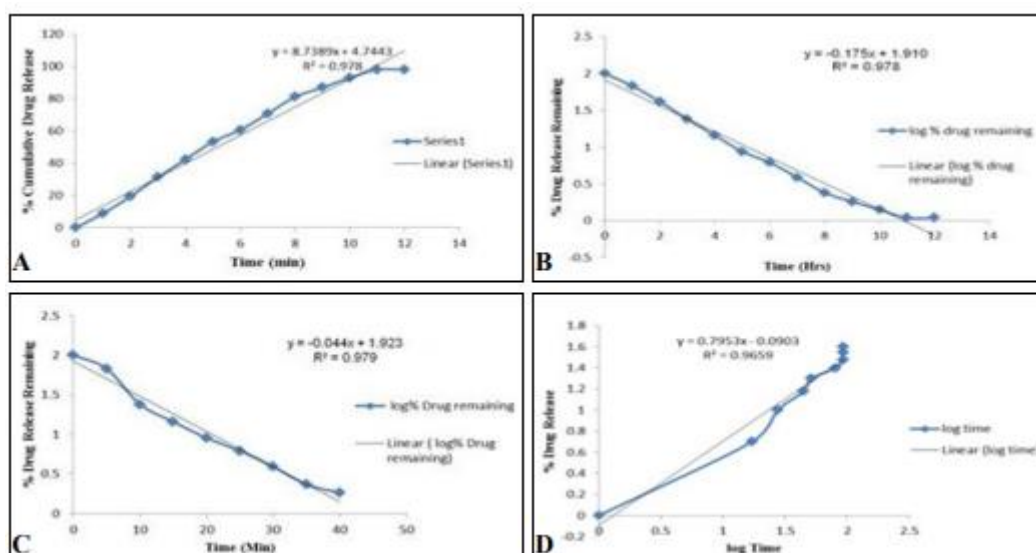 120
100
80
60
40
20
0
% Cumulative Drug Release
y = 8.7389x + 4.7443
R² = 0.978
Series1
Linear (Series1)
0 2 4 6 8 10 12 14
Time (min)
A
2.5
2
1.5
1
0.5
0
-0.5
% Drug Release Remaining
y = -0.175x + 1.910
R² = 0.978
log % drug remaining
Linear (log % drug
remaining)
0 2 4 6 8 10 12 14
Time (Hrs)
B
2.5
2
1.5
1
0.5
0
% Drug Release Remaining
y = -0.044x + 1.923
R² = 0.979
log% Drug remaining
Linear ( log% Drug
remaining)
0 10 20 30 40 50
Time (Min)
C
1.8
1.6
1.4
1.2
1
0.8
0.6
0.4
0.2
0
-0.2
% Drug Release
y = 0.7953x - 0.0903
R² = 0.9659
log time
Linear (log time)
0 0.5 1 1.5 2 2.5
log Time
D